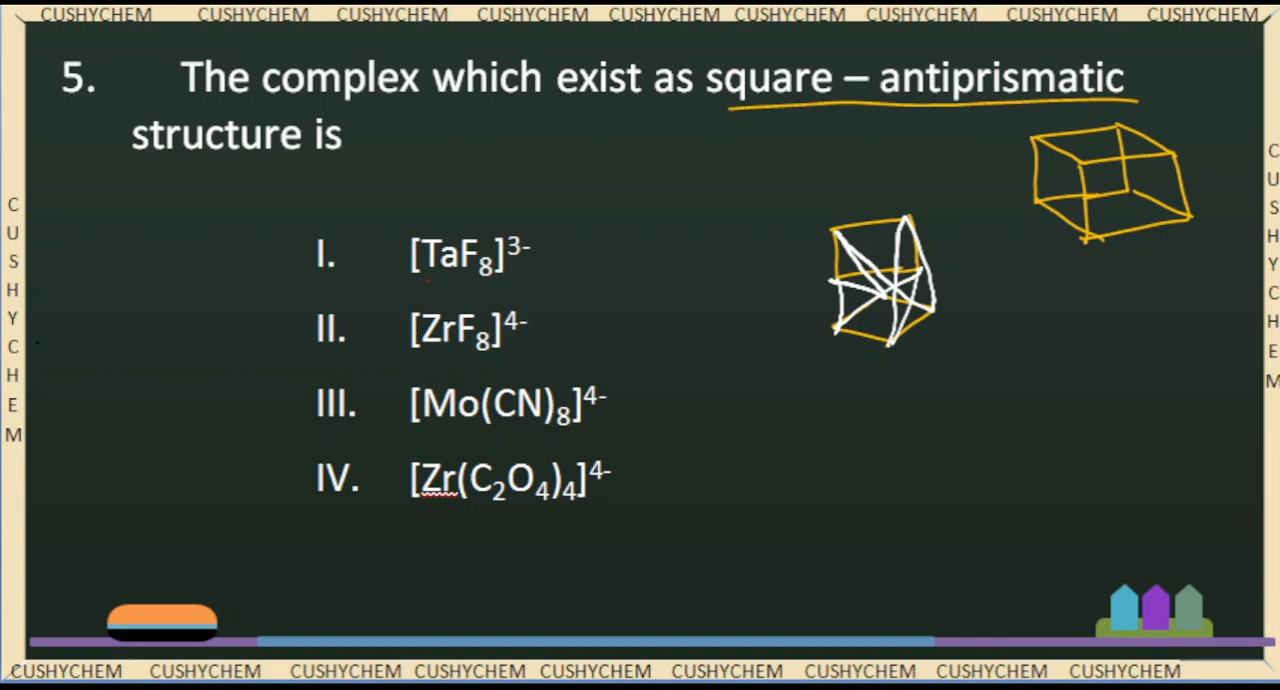 CUSHYCHEM CUSHYCHEM CUSHYCHEM CUSHYCHEM CUSHYCHEM CUSHYCHEM CUSHYCHEM CUSHYCHEM CUSHYCHEM
5. The complex which exist as square – antiprismatic
structure is
I. [TaF₈]³⁻
II. [ZrF₈]⁴⁻
III. [Mo(CN)₈]⁴⁻
IV. [Zr(C₂O₄)₄]⁴⁻
C
U
S
H
Y
C
H
E
M
C
U
S
H
Y
C
H
E
M
CUSHYCHEM CUSHYCHEM CUSHYCHEM CUSHYCHEM CUSHYCHEM CUSHYCHEM CUSHYCHEM CUSHYCHEM CUSHYCHEM